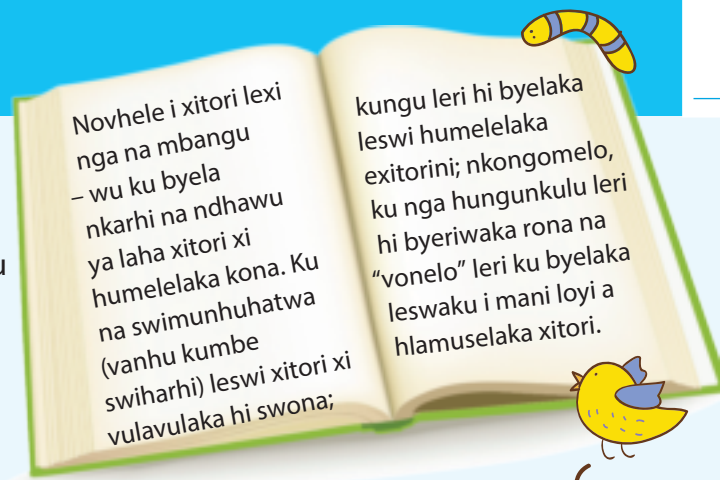 Novhele i xitori lexi
nga na mbangu
– wu ku byela
nkarhi na ndhawu
ya laha xitori xi
humelelaka kona. Ku
na swimunhuhatwa
(vanhu kumbe
swiharhi) leswi xitori xi
vulavulaka hi swona;
kungu leri hi byelaka
leswi humelelaka
exitorini; nkongomelo,
ku nga hungunkulu leri
hi byeriwaka rona na
“vonelo” leri ku byelaka
leswaku i mani loyi a
hlamuselaka xitori.